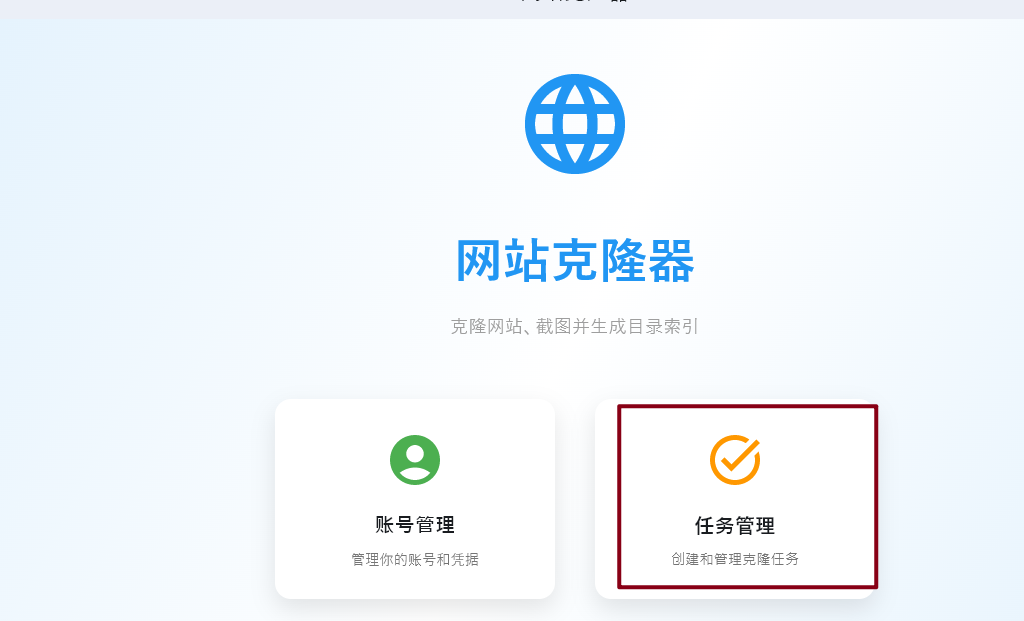 网站克隆器
克隆网站、截图并生成目录索引
账号管理
管理你的账号和凭据
任务管理
创建和管理克隆任务